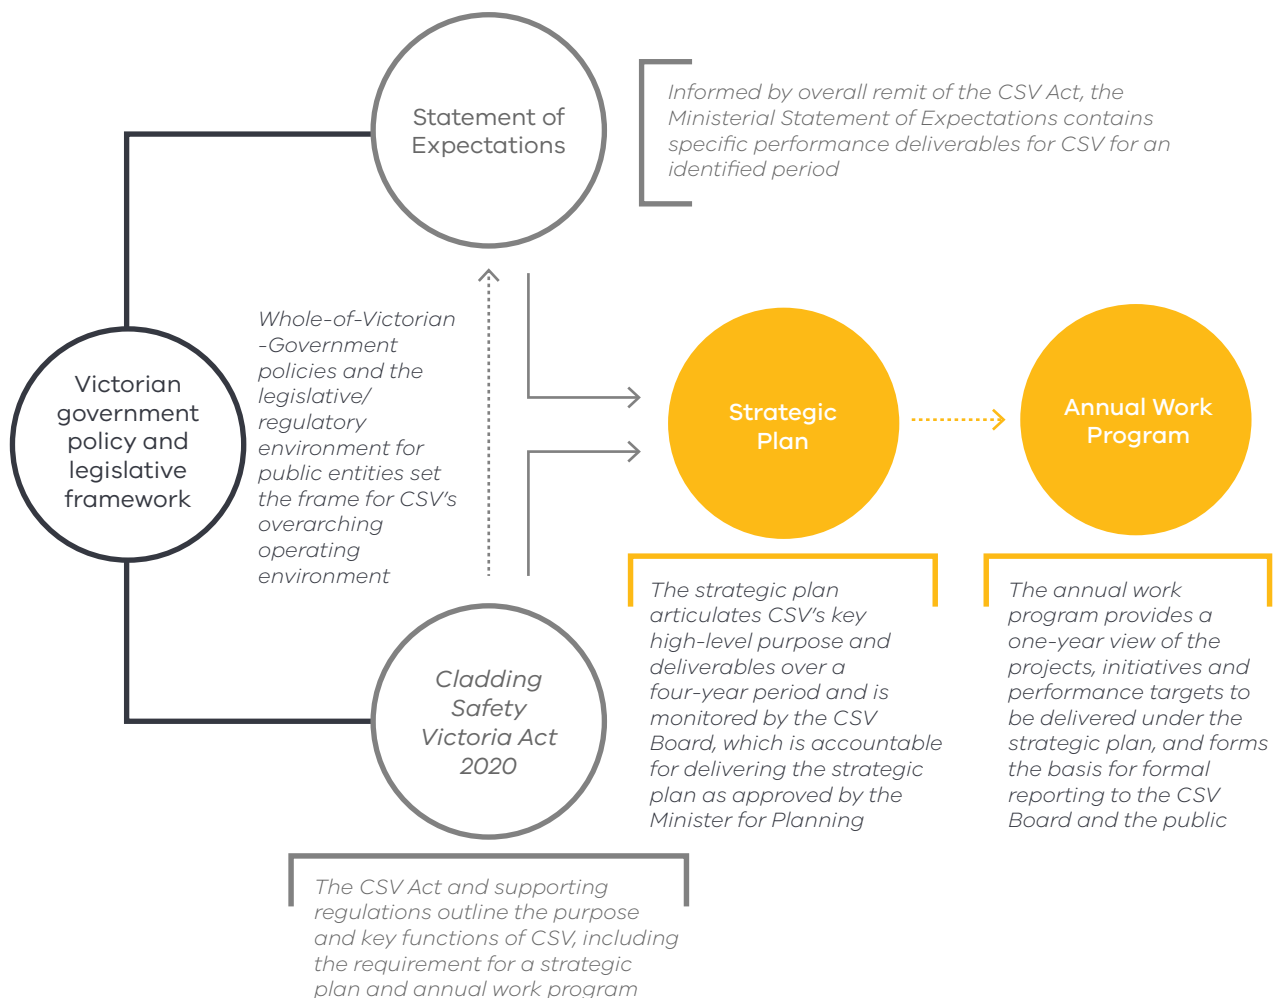 Statement of
Expectations
Informed by overall remit of the CSV Act, the
Ministerial Statement of Expectations contains
specific performance deliverables for CSV for an
identified period
Victorian
government
policy and
legislative
framework
Whole-of-Victorian
-Government
policies and the
legislative/
regulatory
environment for
public entities set
the frame for CSV's
overarching
operating
environment
Strategic
Plan
Annual Work
Program
Cladding
Safety
Victoria Act
2020
The strategic plan
articulates CSV's key
high-level purpose and
deliverables over a
four-year period and is
monitored by the CSV
Board, which is accountable
for delivering the strategic
plan as approved by the
Minister for Planning
The annual work
program provides a
one-year view of the
projects, initiatives and
performance targets to
be delivered under the
strategic plan, and forms
the basis for formal
reporting to the CSV
Board and the public
The CSV Act and supporting
regulations outline the purpose
and key functions of CSV, including
the requirement for a strategic
plan and annual work program